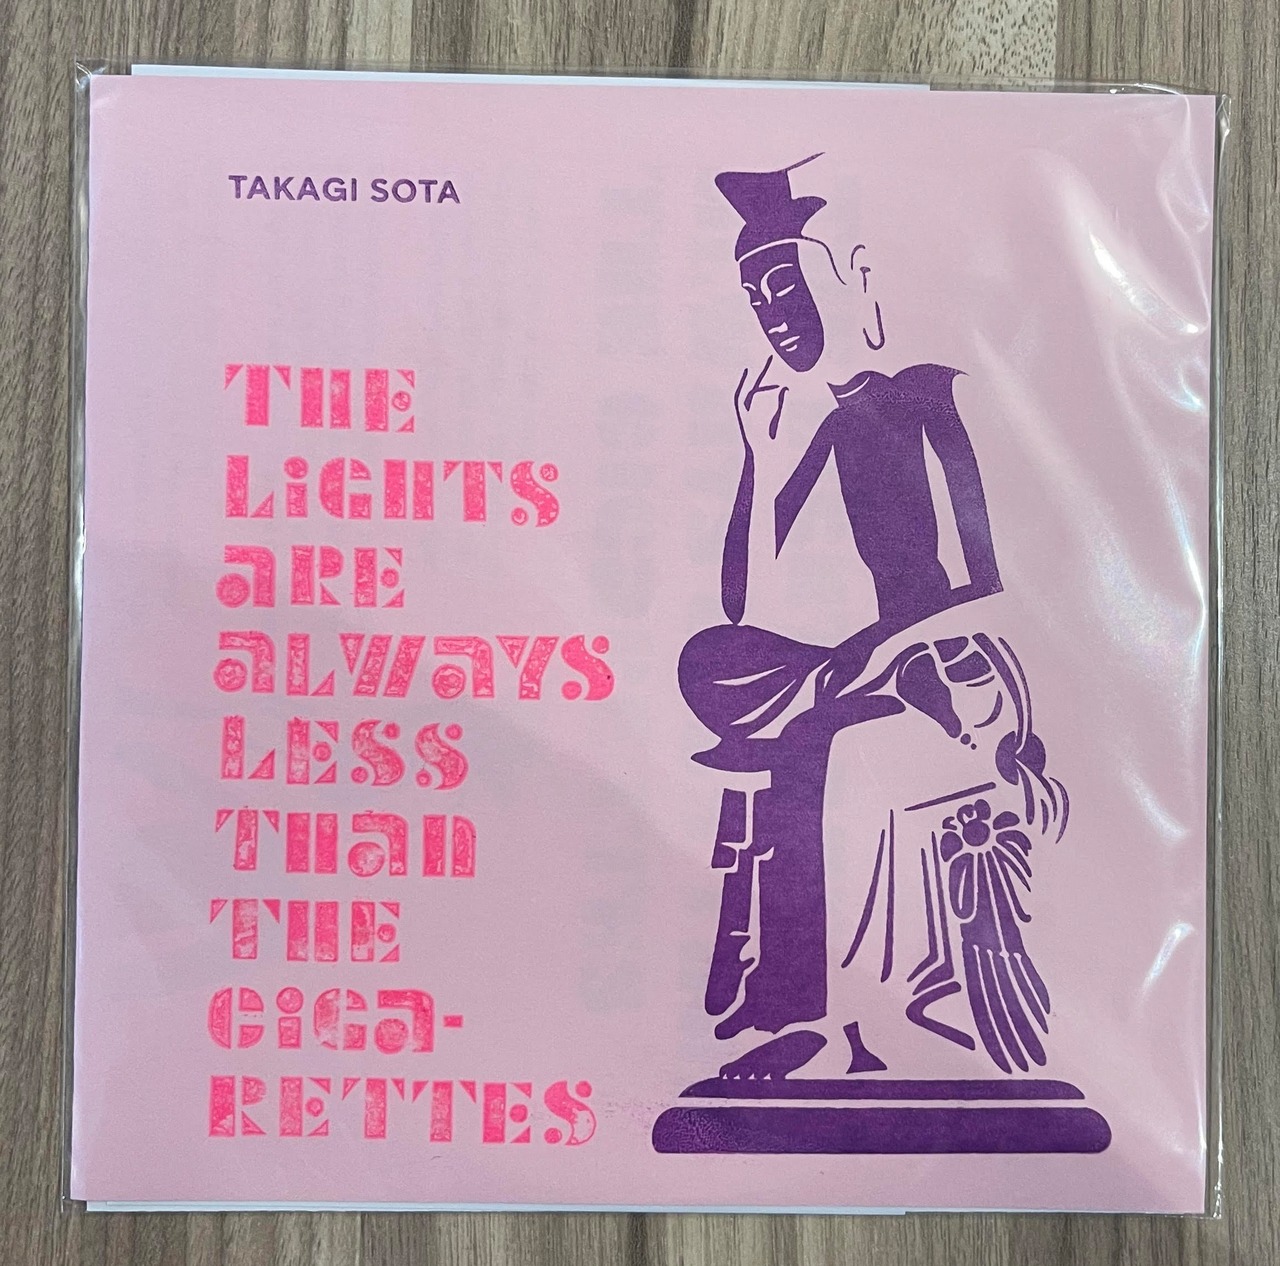 TAKAGI SOTA
THE
LiGHTS
aRE
aLWaYS
LESS
THan
THE
CiGa-
RETTES